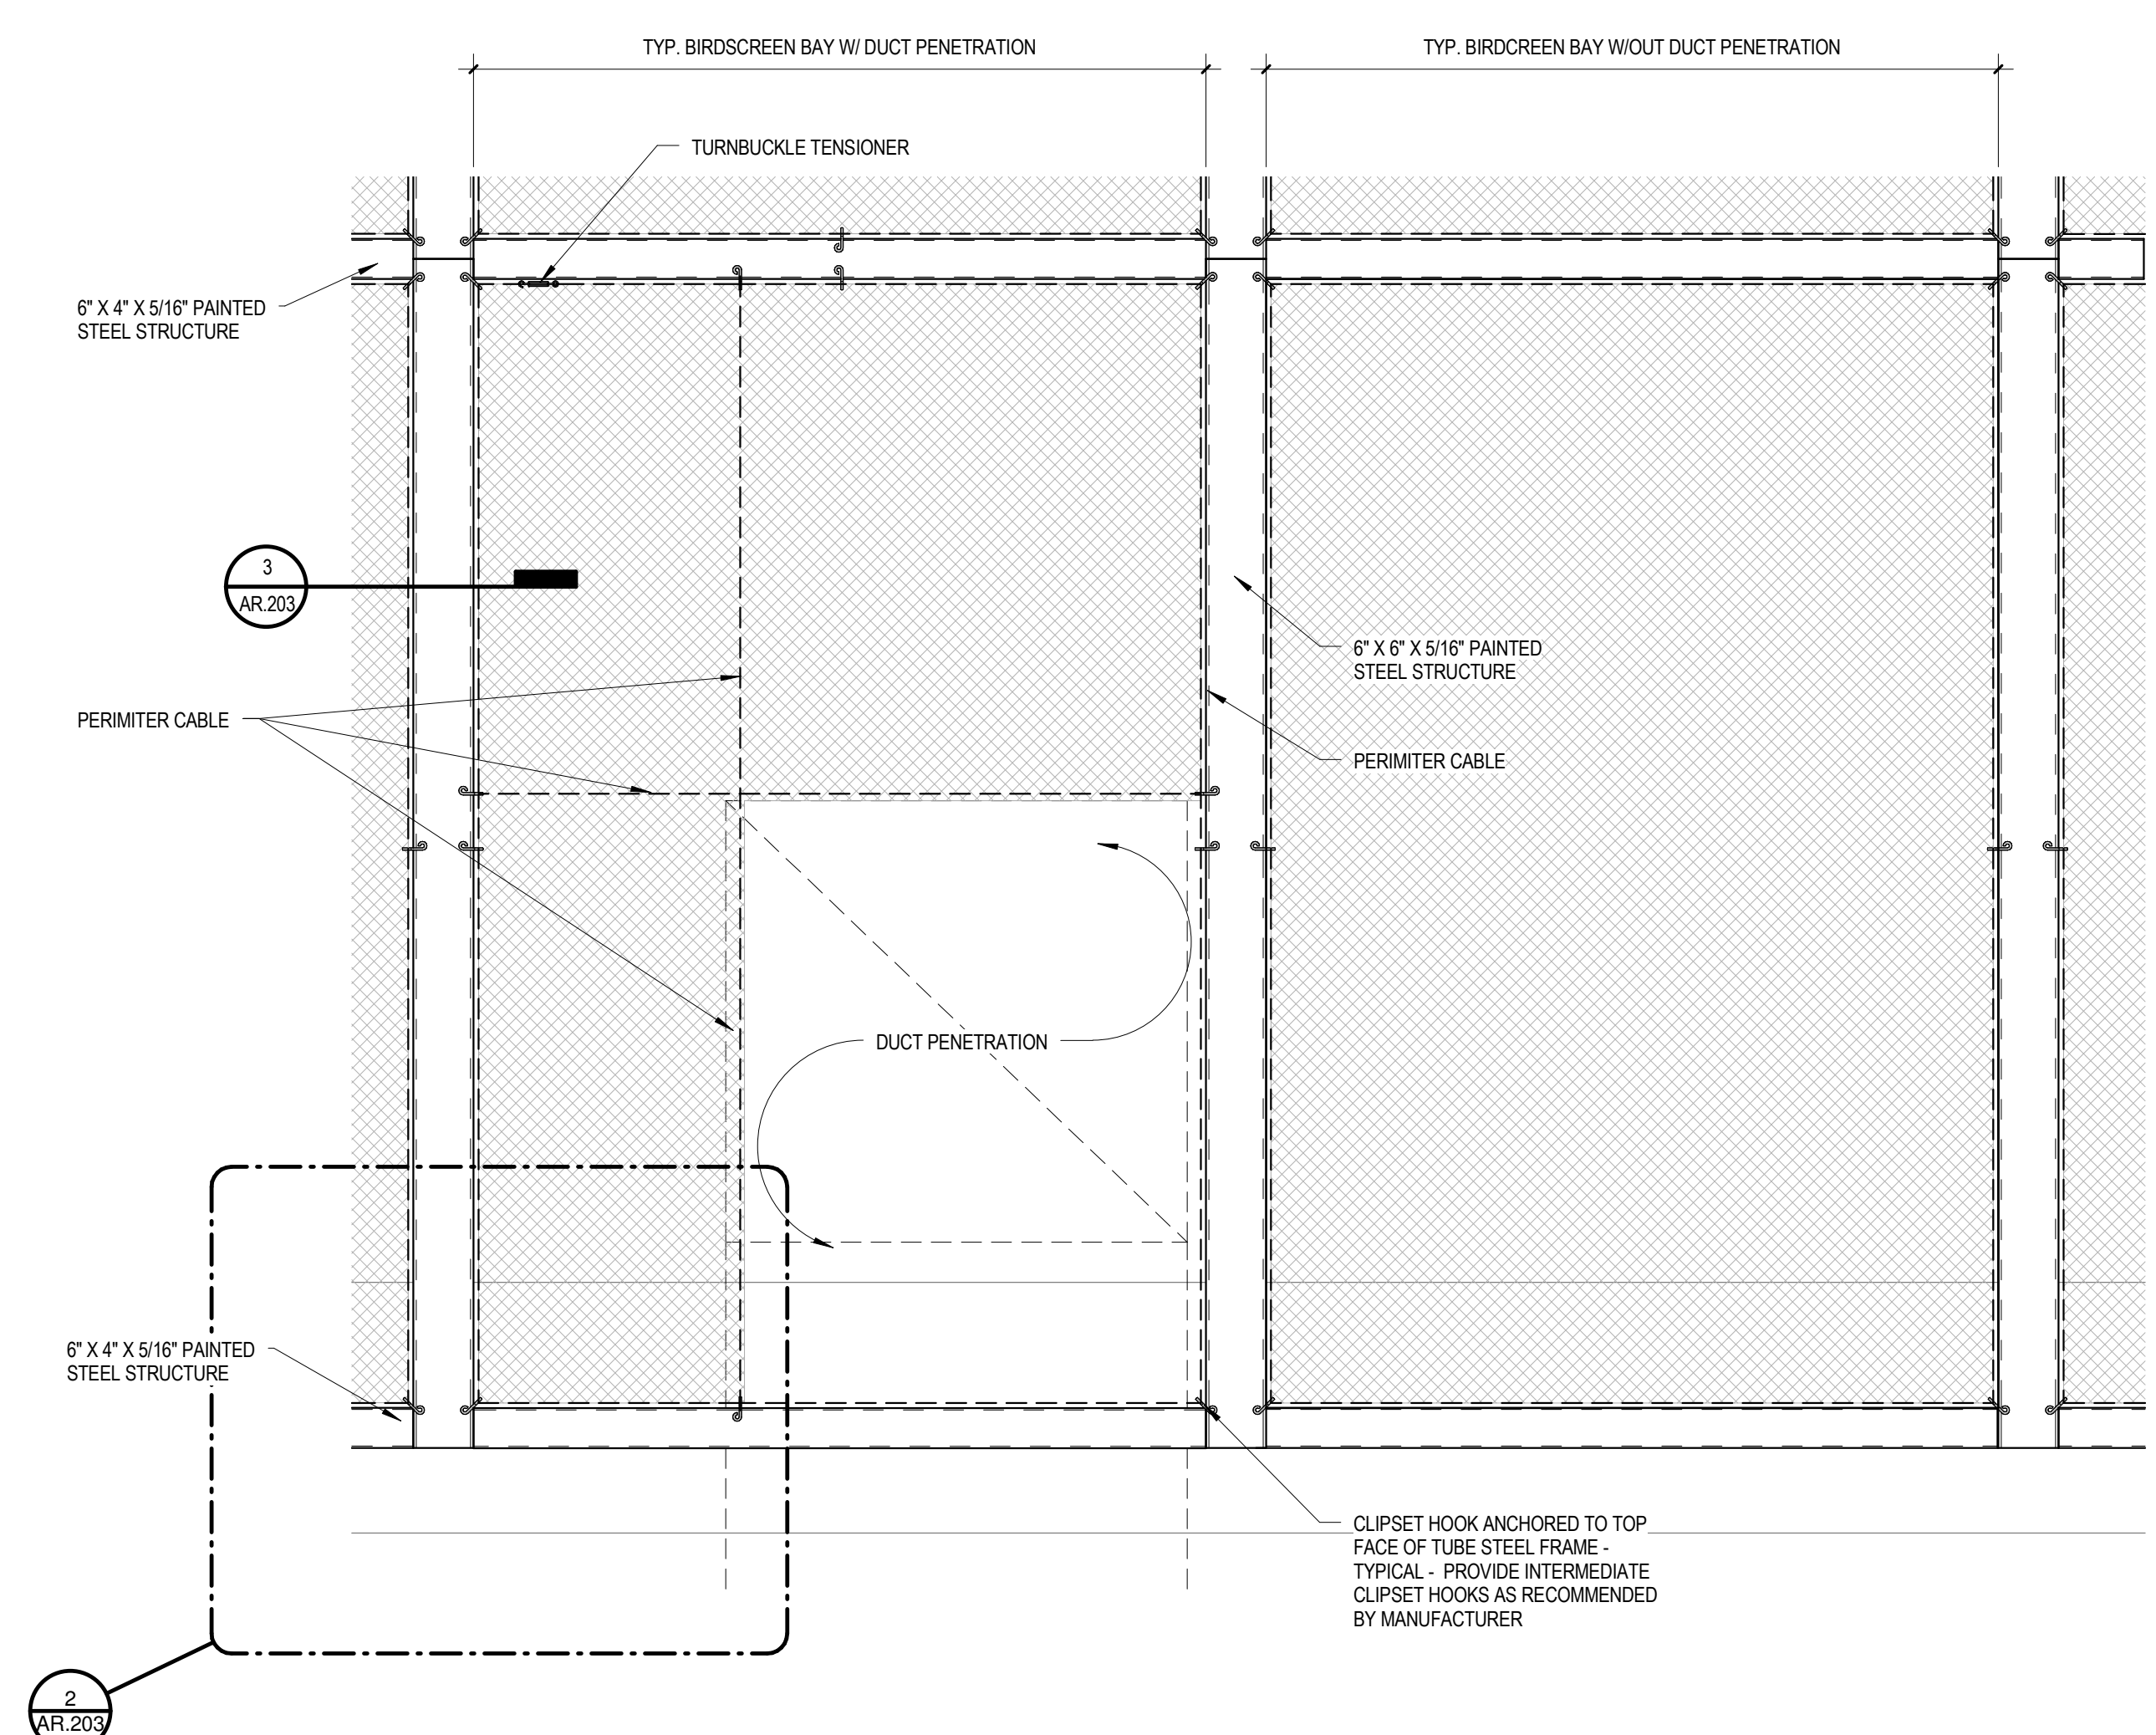 TYP. BIRDSCREEN BAY W/ DUCT PENETRATION
TYP. BIRDCREEN BAY W/OUT DUCT PENETRATION
TURNBUCKLE TENSIONER
6" X 4" X 5/16" PAINTED
STEEL STRUCTURE
3
AR.203
6" X 6" X 5/16" PAINTED
STEEL STRUCTURE
PERIMITER CABLE
PERIMITER CABLE
DUCT PENETRATION
6" X 4" X 5/16" PAINTED
STEEL STRUCTURE
CLIPSET HOOK ANCHORED TO TOP
FACE OF TUBE STEEL FRAME -
TYPICAL - PROVIDE INTERMEDIATE
CLIPSET HOOKS AS RECOMMENDED
BY MANUFACTURER
2
AR.203